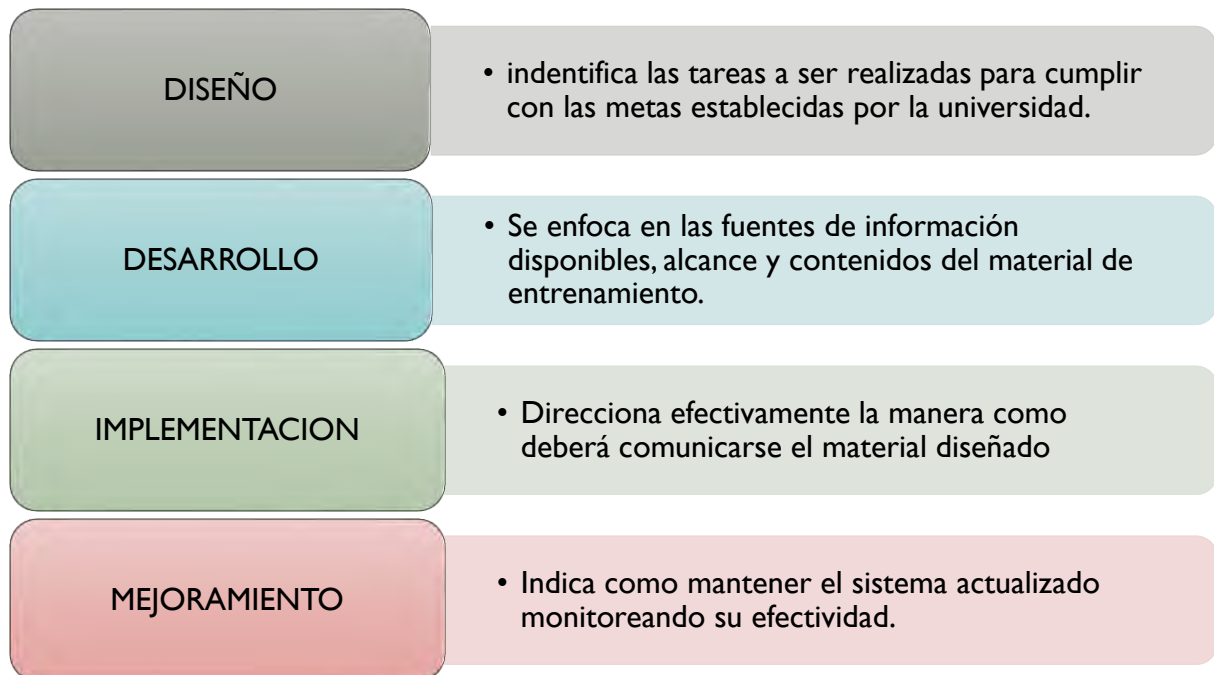 DISEÑO
• indentifica las tareas a ser realizadas para cumplir
con las metas establecidas por la universidad.
DESARROLLO
• Se enfoca en las fuentes de información
disponibles, alcance y contenidos del material de
entrenamiento.
IMPLEMENTACION
• Direcciona efectivamente la manera como
deberá comunicarse el material diseñado
MEJORAMIENTO
• Indica como mantener el sistema actualizado
monitoreando su efectividad.